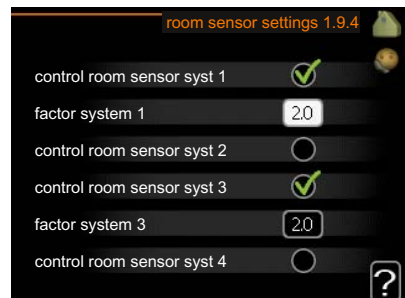 room sensor settings 1.9.4
control room sensor syst 1
factor system 1 2.0
control room sensor syst 2
control room sensor syst 3
factor system 3 2.0
control room sensor syst 4
?